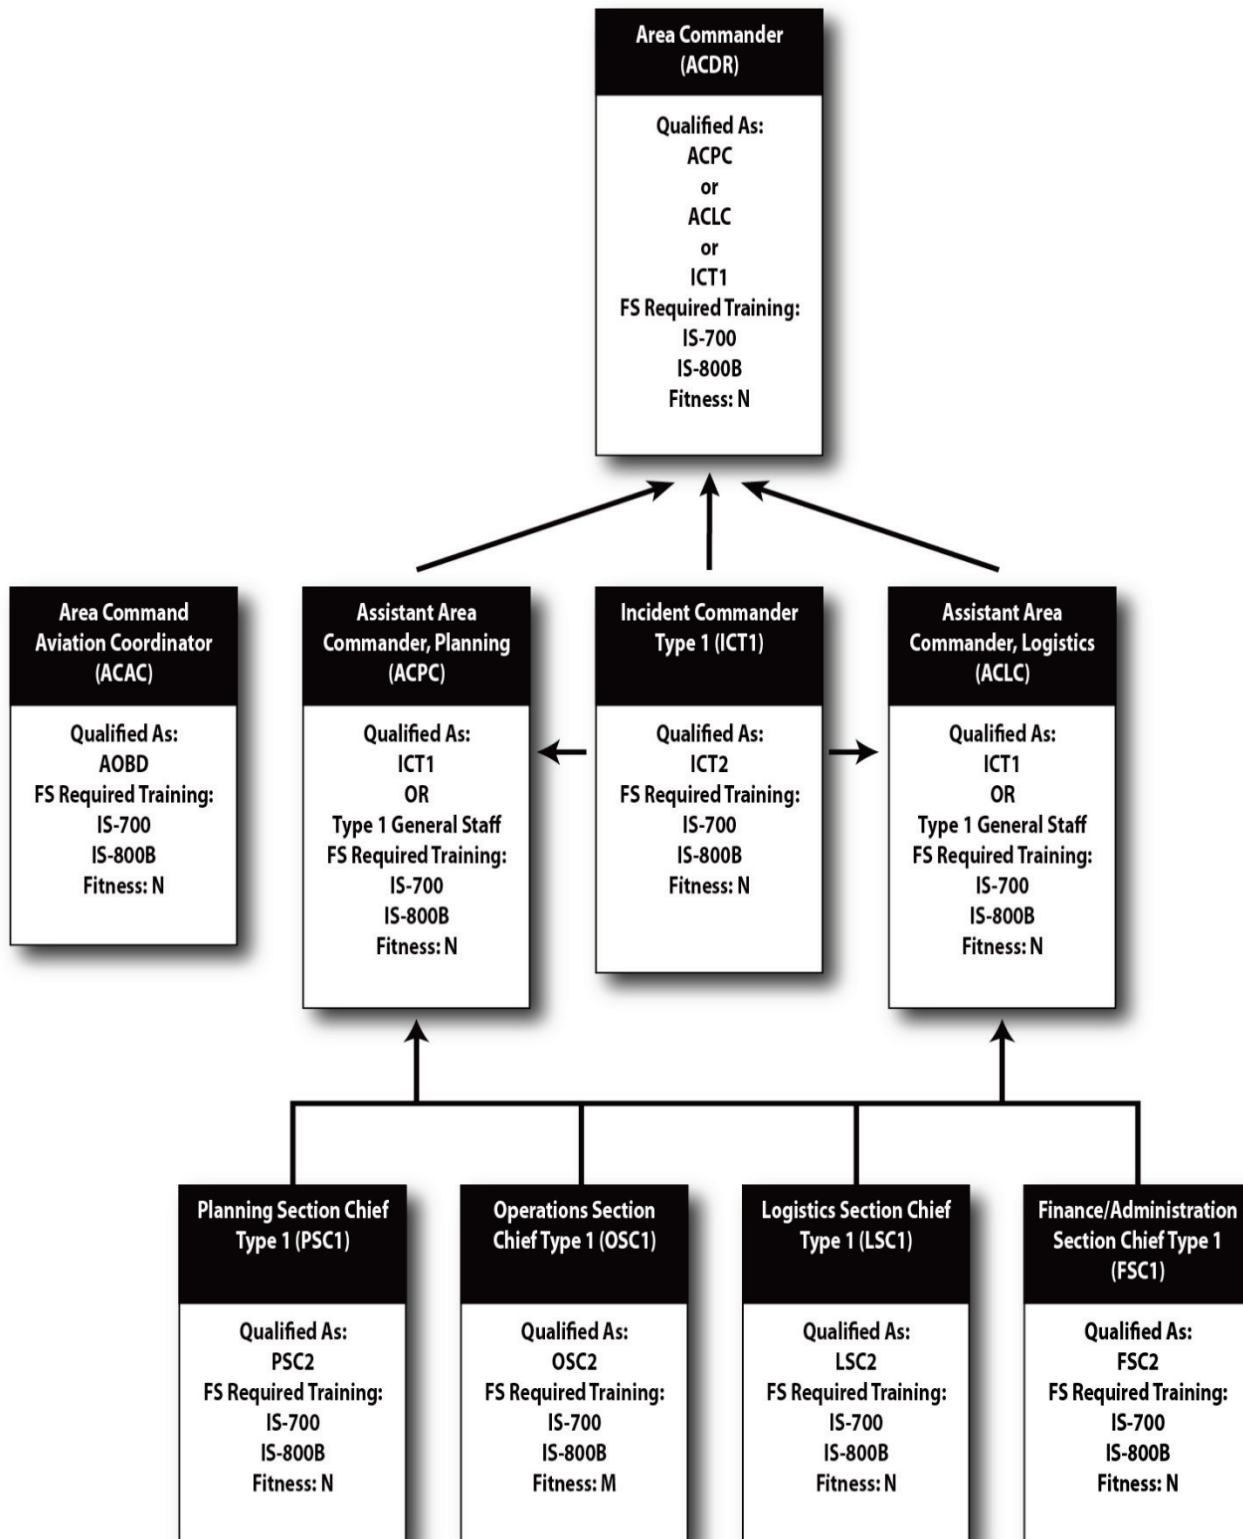 Area Commander
(ACDR)
Qualified As:
ACPC
or
ACLC
or
ICT1
FS Required Training:
IS-700
IS-800B
Fitness: N
Area Command
Aviation Coordinator
(ACAC)
Qualified As:
AOBD
FS Required Training:
IS-700
IS-800B
Fitness: N
Assistant Area
Commander, Planning
(ACPC)
Qualified As:
ICT1
OR
Type 1 General Staff
FS Required Training:
IS-700
IS-800B
Fitness: N
Incident Commander
Type 1 (ICT1)
Qualified As:
ICT2
FS Required Training:
IS-700
IS-800B
Fitness: N
Assistant Area
Commander, Logistics
(ACLC)
Qualified As:
ICT1
OR
Type 1 General Staff
FS Required Training:
IS-700
IS-800B
Fitness: N
Planning Section Chief
Type 1 (PSC1)
Qualified As:
PSC2
FS Required Training:
IS-700
IS-800B
Fitness: N
Operations Section
Chief Type 1 (OSC1)
Qualified As:
OSC2
FS Required Training:
IS-700
IS-800B
Fitness: M
Logistics Section Chief
Type 1 (LSC1)
Qualified As:
LSC2
FS Required Training:
IS-700
IS-800B
Fitness: N
Finance/Administration
Section Chief Type 1
(FSC1)
Qualified As:
FSC2
FS Required Training:
IS-700
IS-800B
Fitness: N